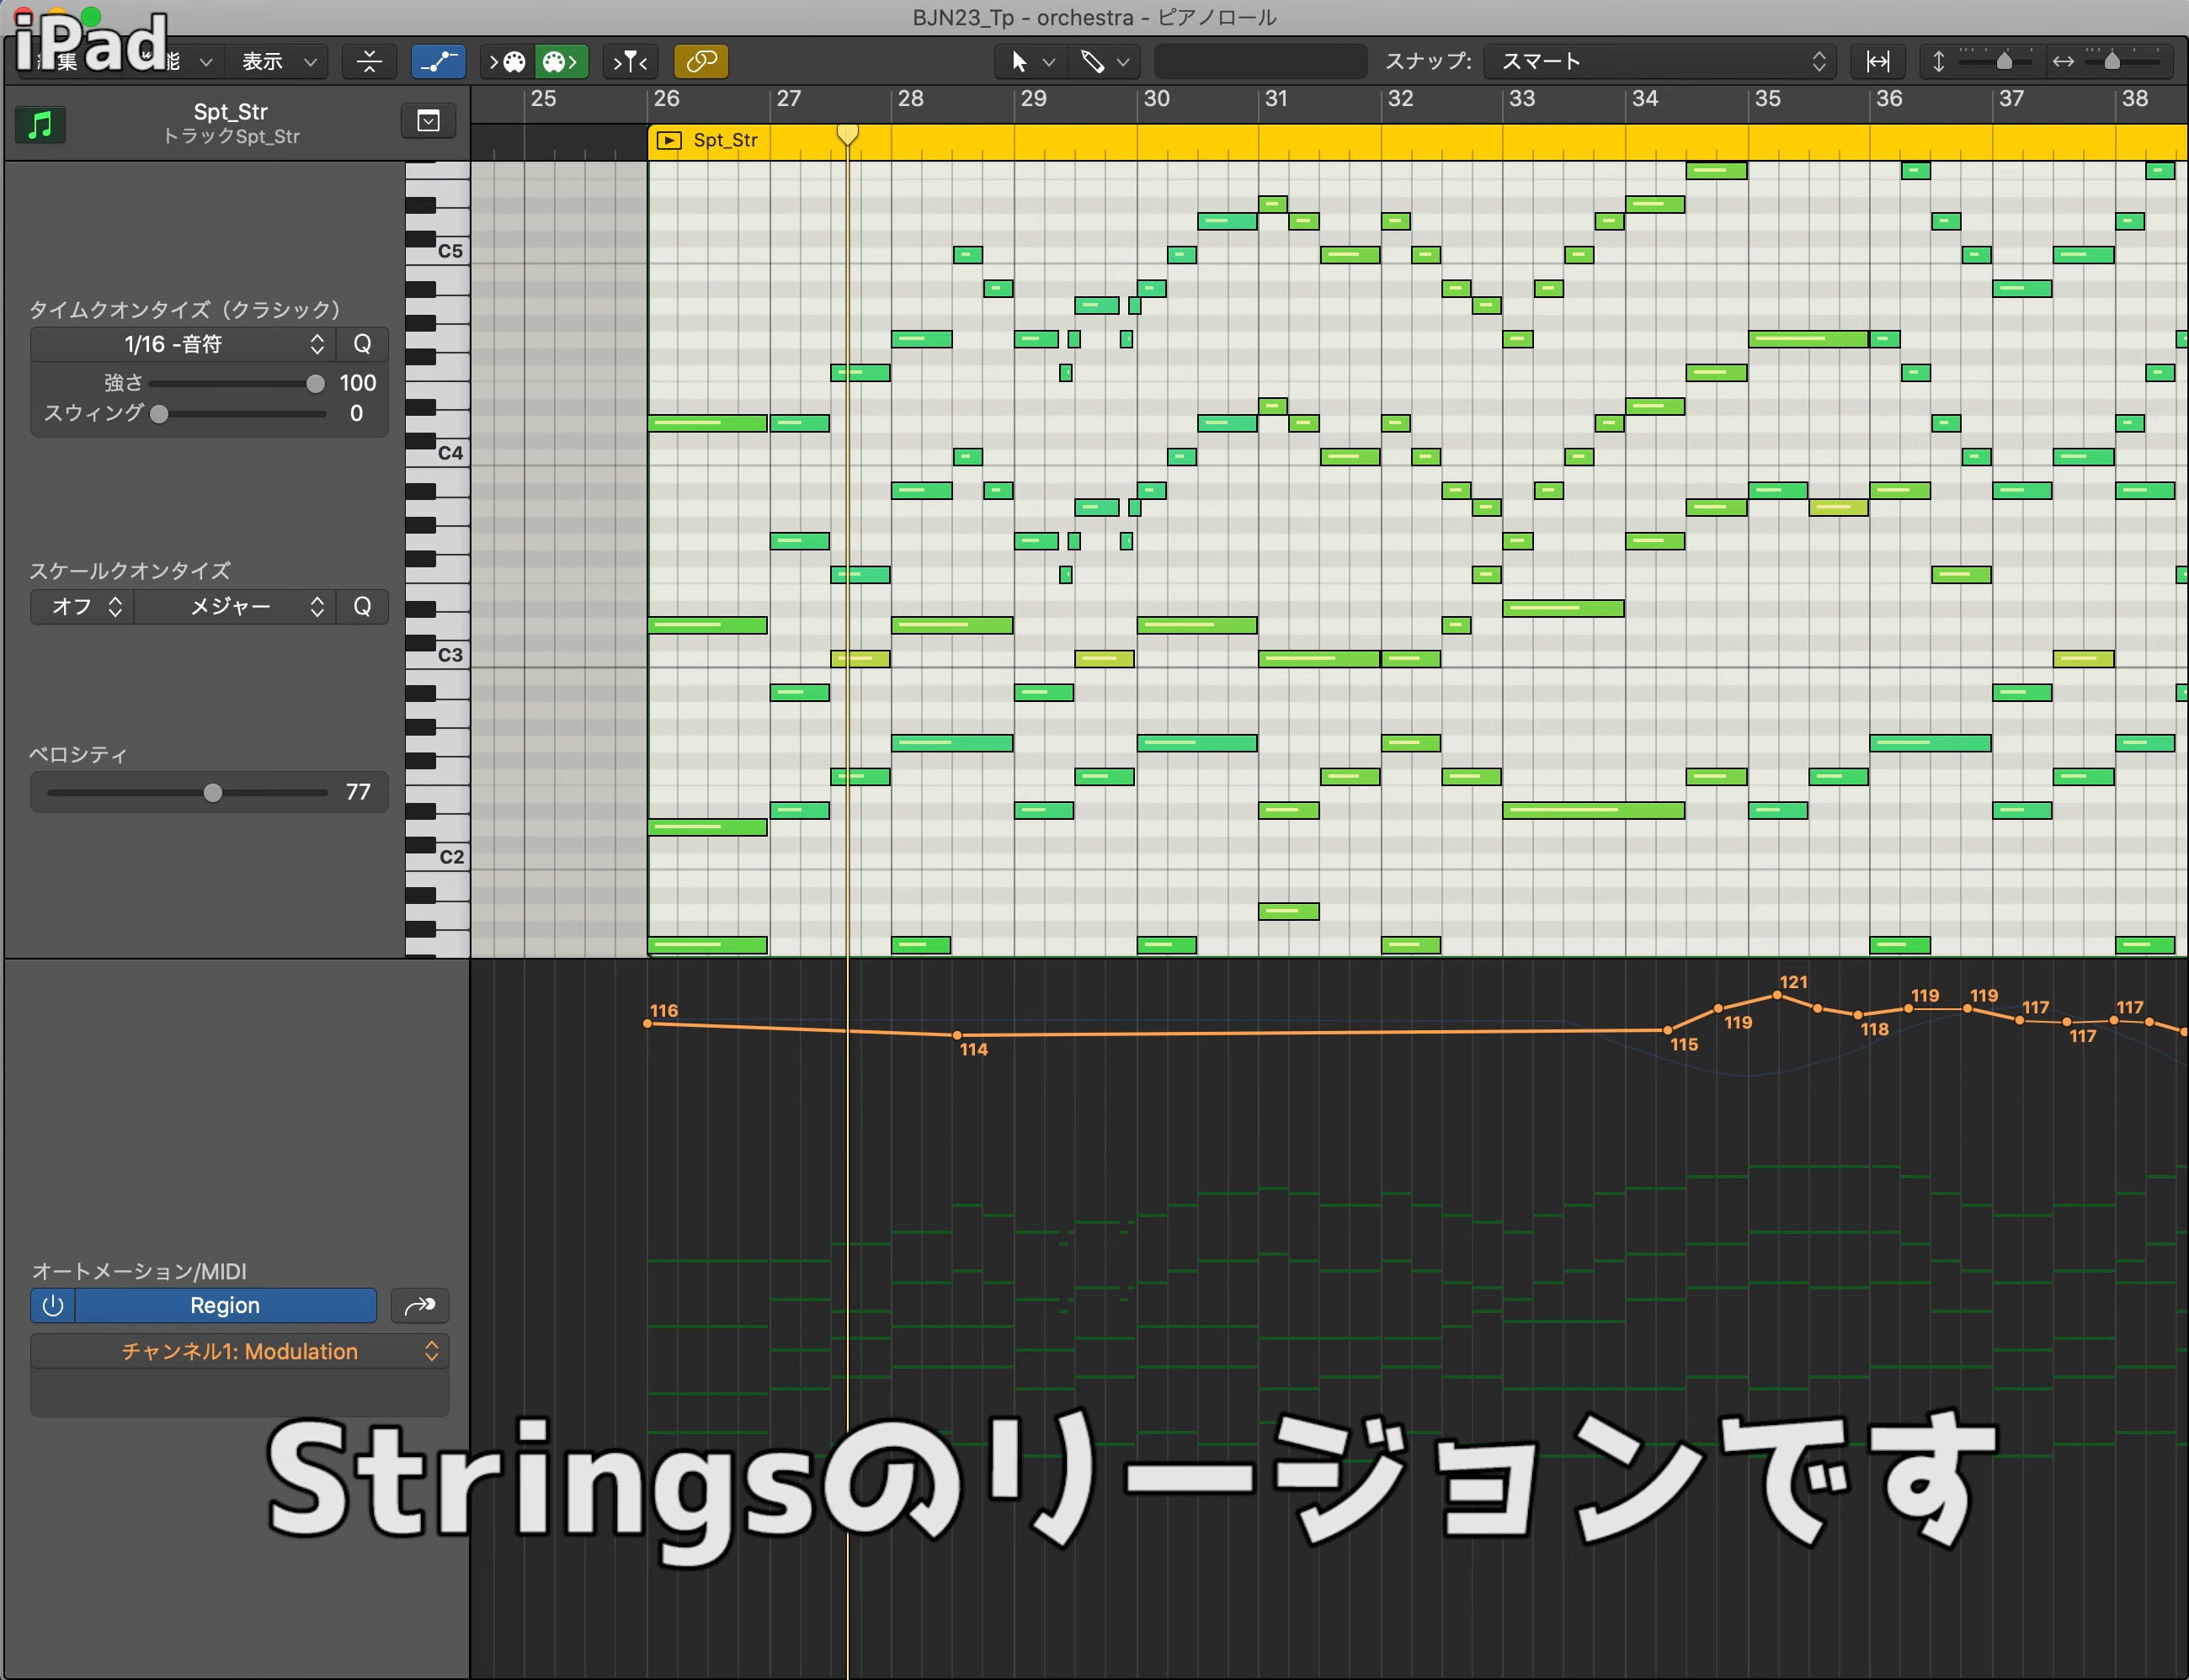 BJN23_Tp - orchestra - ピアノロール
iPad
表示
スナップ: スマート
Spt_Str
トラックSpt_Str
25 26 27 28 29 30 31 32 33 34 35 36 37 38
Spt_Str
C5
タイムクオンタイズ（クラシック）
1/16 -音符 Q
強さ 100
スウィング 0
C4
スケールクオンタイズ
オフ メジャー Q
C3
ベロシティ
77
C2
116 114 115 119 121 118 119 119 117 117 117
オートメーション/MIDI
Region
チャンネル1: Modulation
Stringsのリージョンです